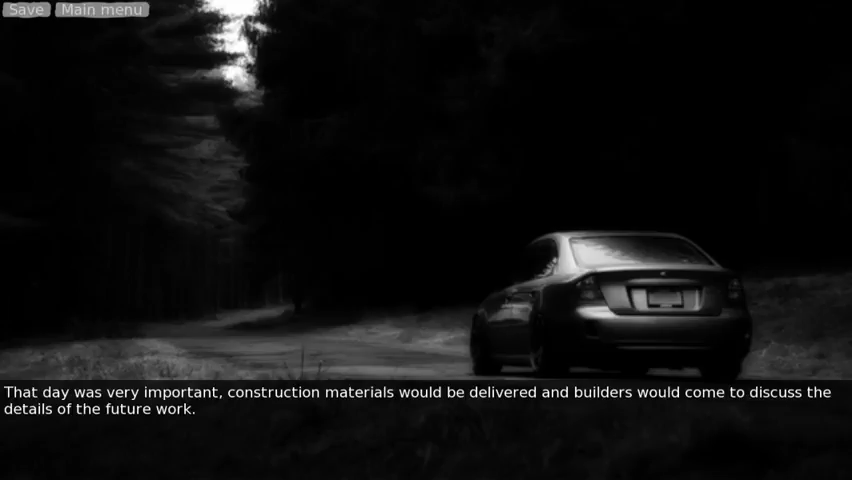 Save Main menu
That day was very important, construction materials would be delivered and builders would come to discuss the
details of the future work.